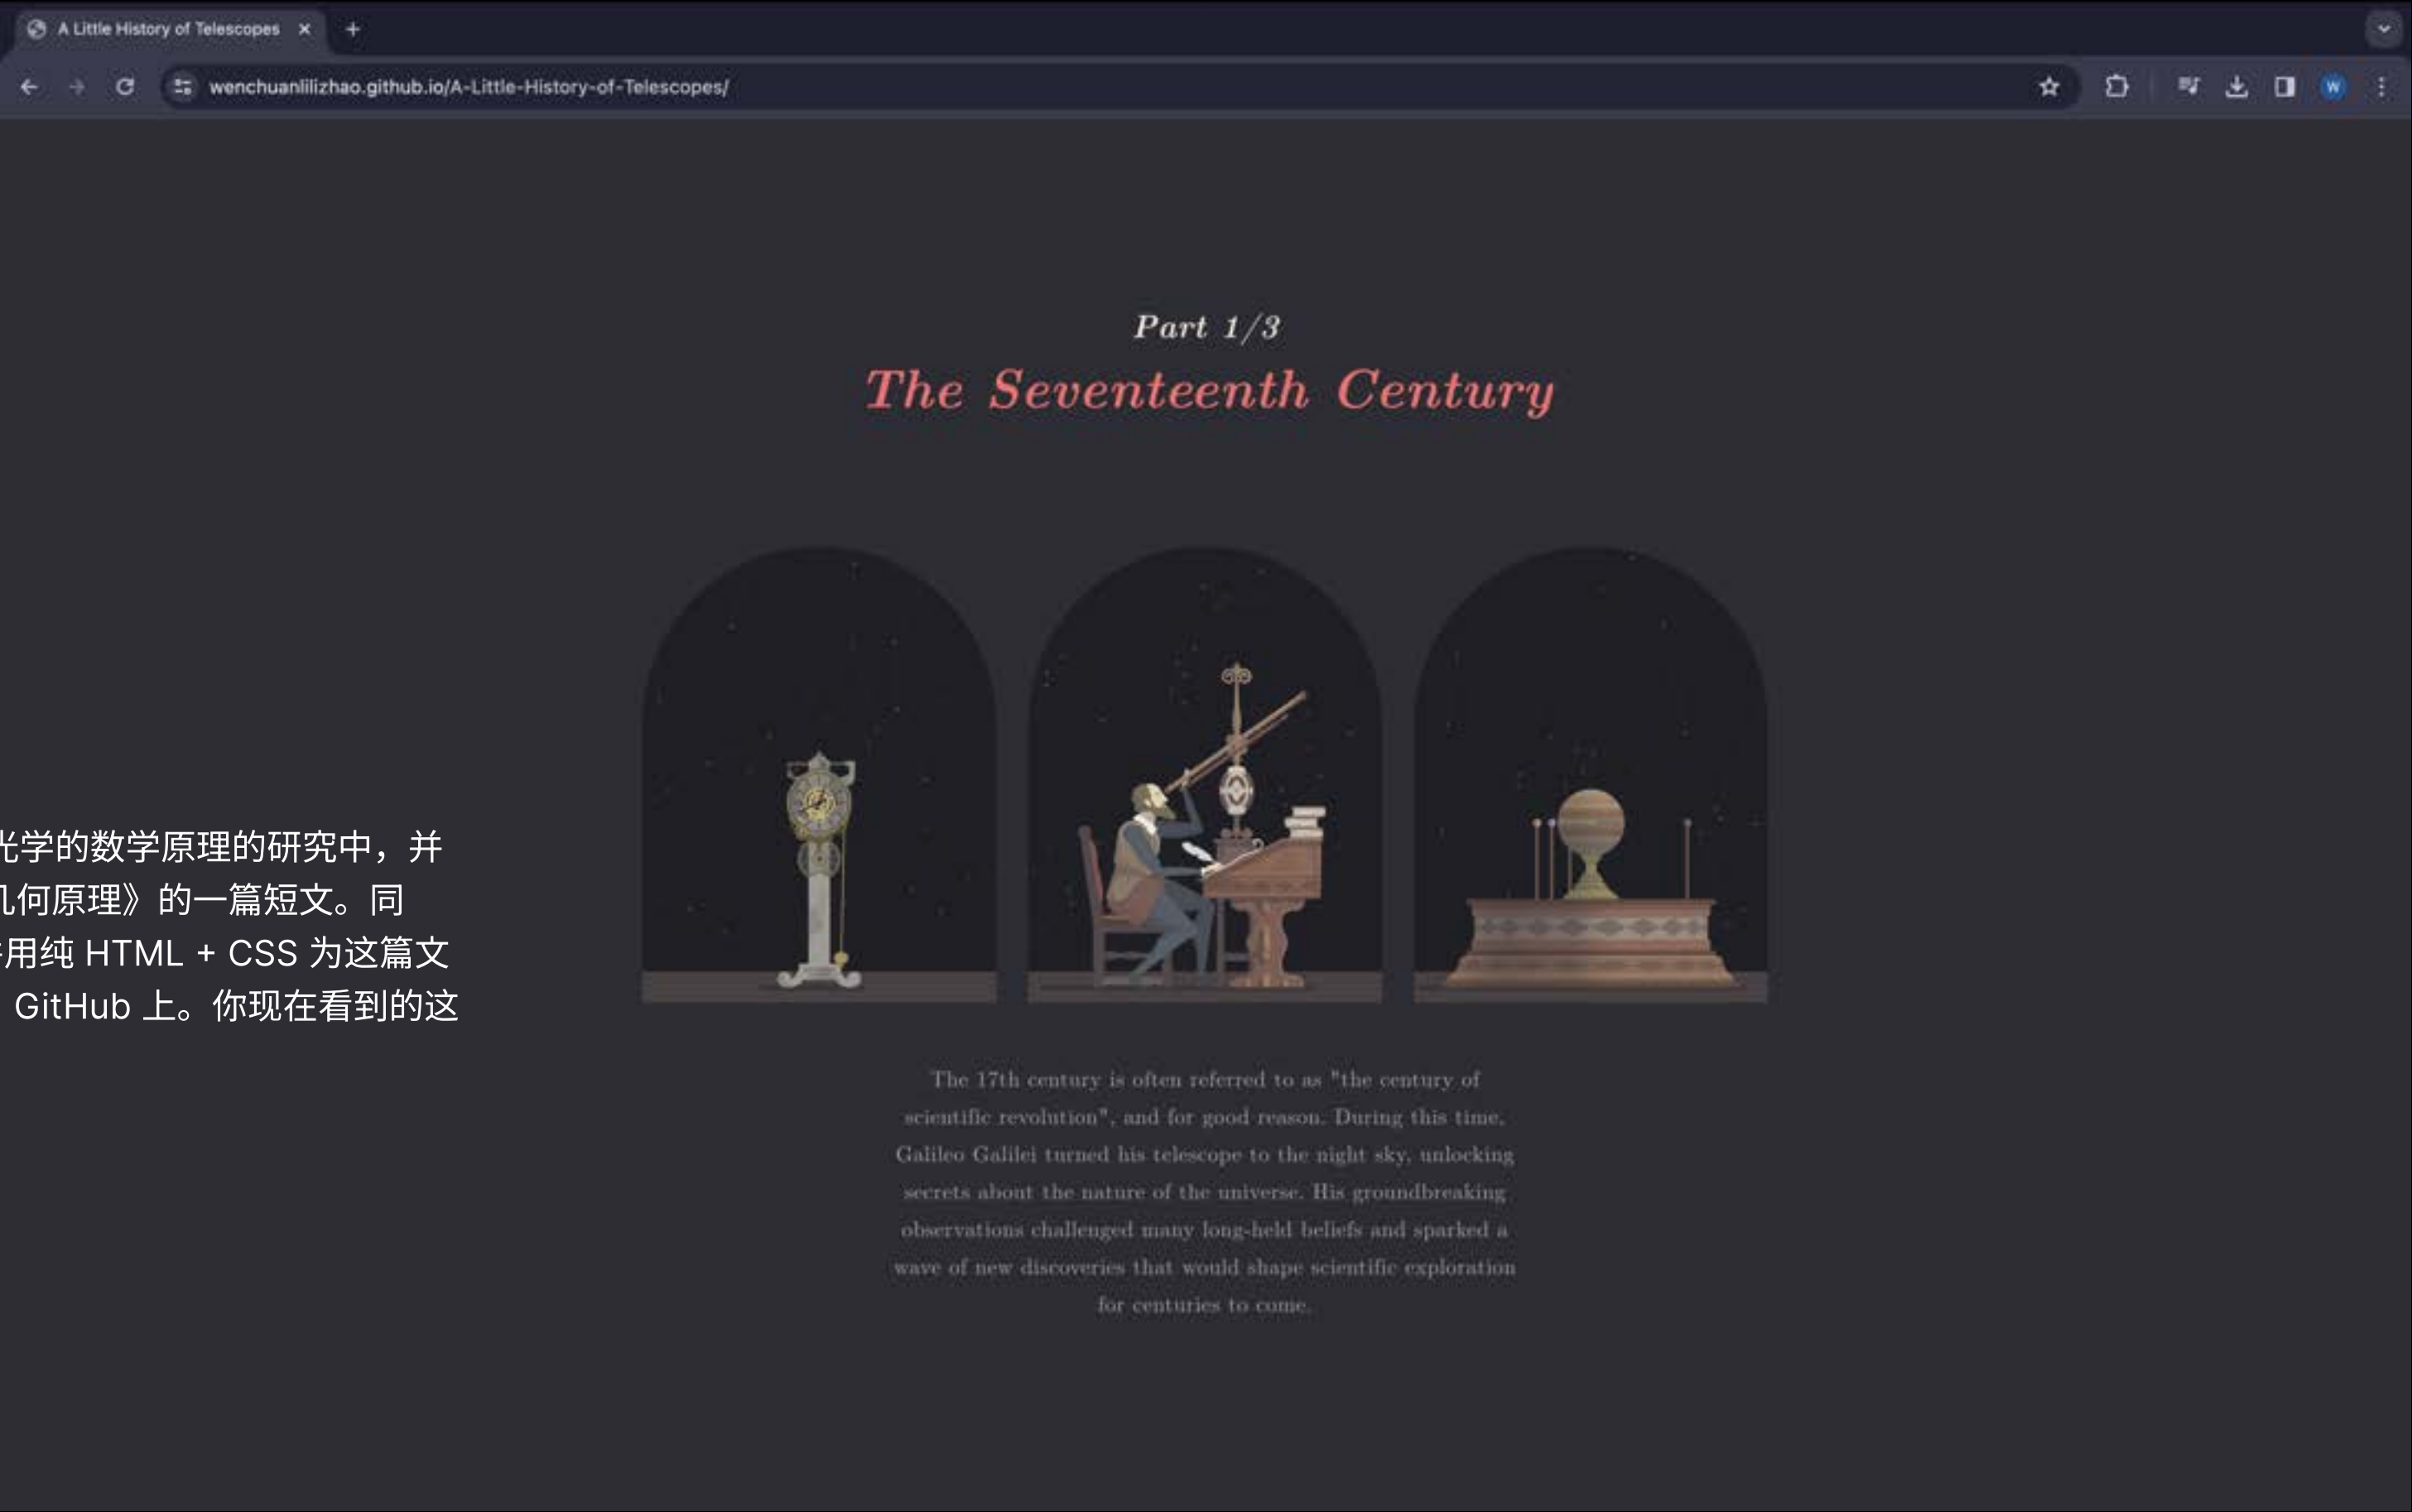 A Little History of Telescopes
wenchuanlilizhao.github.io/A-Little-History-of-Telescopes/
W
Part 1/3
The Seventeenth Century
光学的数学原理的研究中，并
几何原理》的一篇短文。同
用纯 HTML + CSS 为这篇文
GitHub 上。你现在看到的这
The 17th century is often referred to as "the century of
scientific revolution", and for good reason. During this time,
Galileo Galilei turned his telescope to the night sky, unlocking
secrets about the nature of the universe. His groundbreaking
observations challenged many long-held beliefs and sparked a
wave of new discoveries that would shape scientific exploration
for centuries to come.